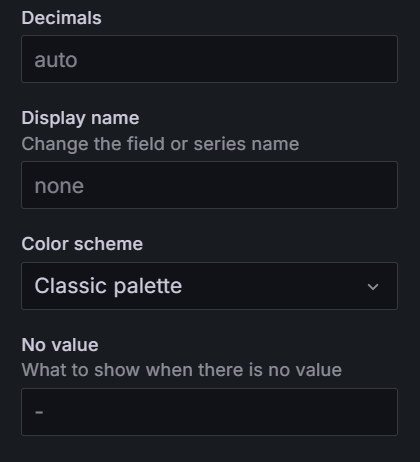 Decimals
auto
Display name
Change the field or series name
none
Color scheme
Classic palette
No value
What to show when there is no value
-